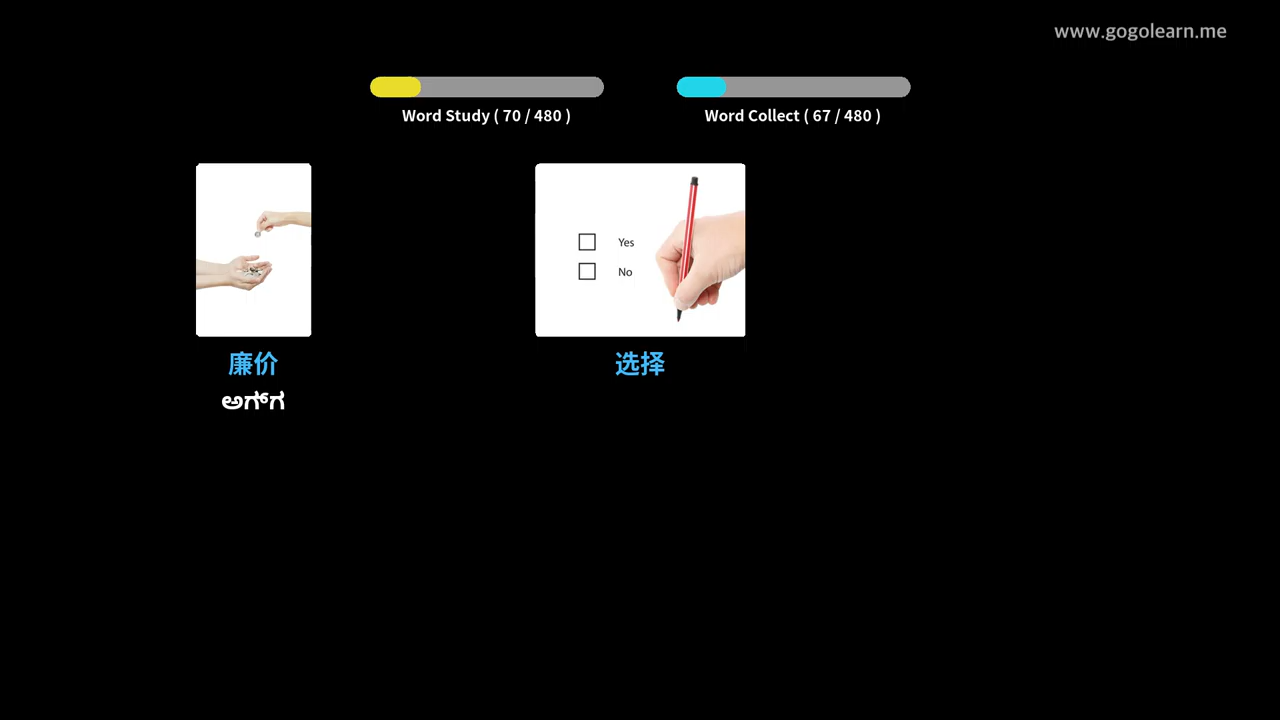 www.gogolearn.me
Word Study ( 70 / 480 )
Word Collect ( 67 / 480 )
Yes
No
廉价
选择
ಅಗ್ಗ